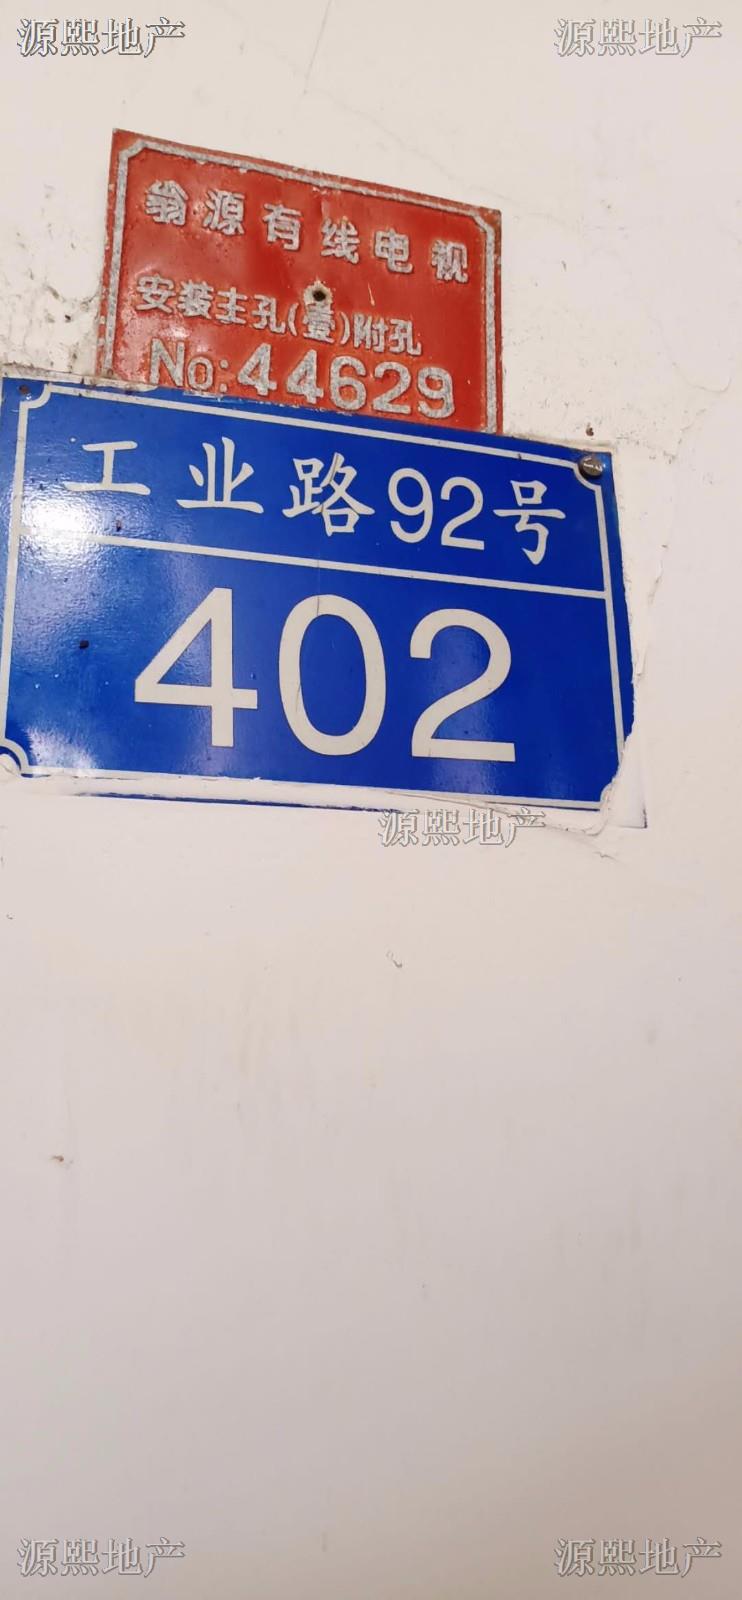 源熙地产 源熙地产
翁源有线电视
安装主孔(壹)附孔
No:44629
工业路92号
402
源熙地产
源熙地产 源熙地产